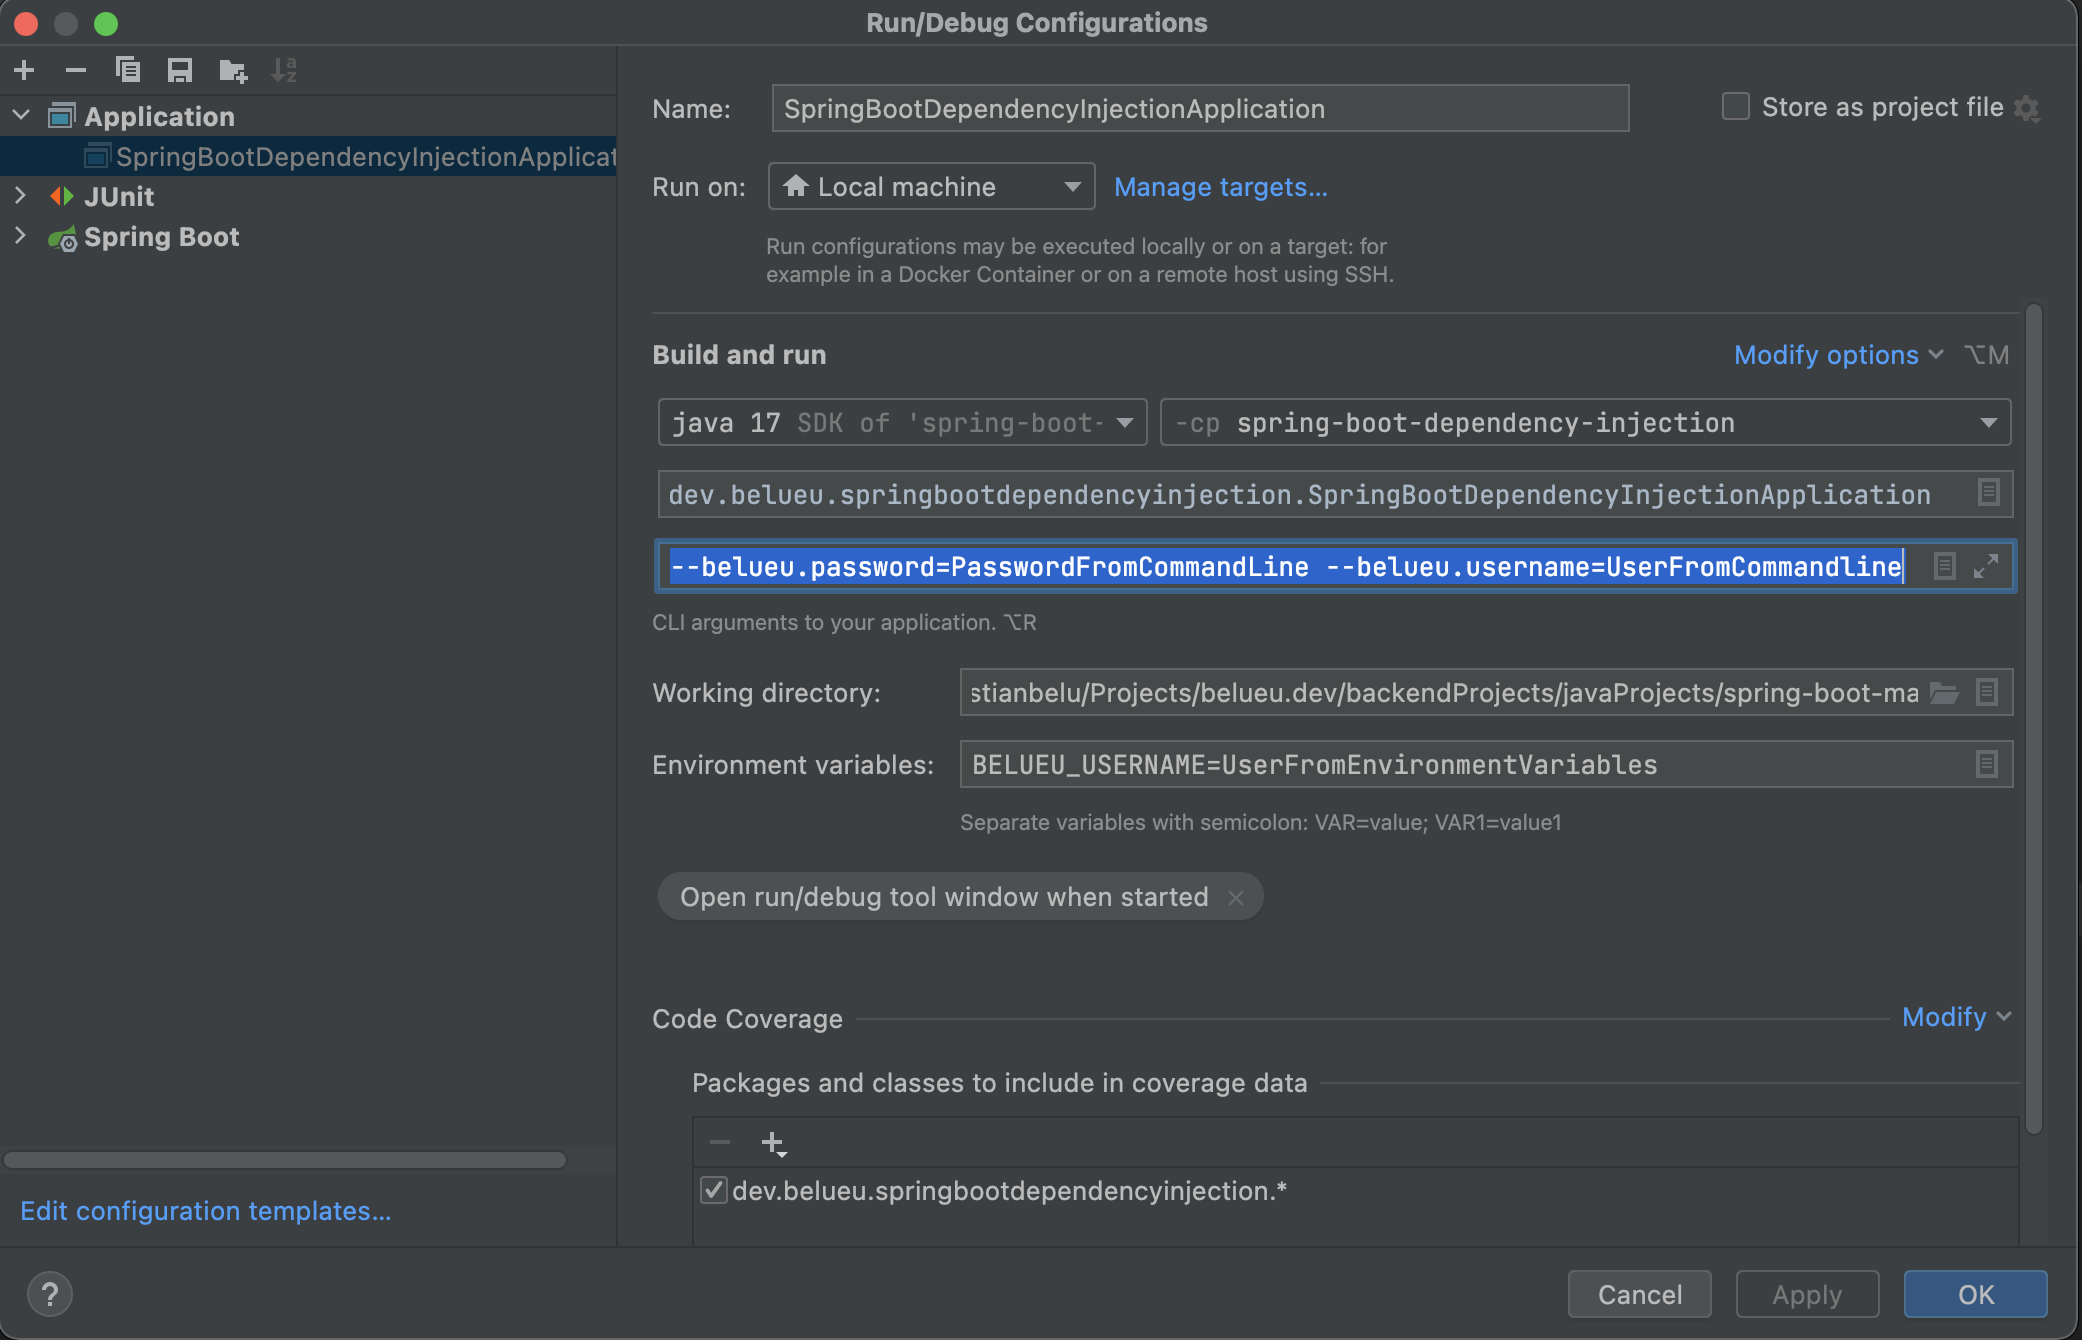 Run/Debug Configurations
Application
SpringBootDependencyInjectionApplicat
JUnit
Spring Boot
Edit configuration templates...
Name: SpringBootDependencyInjectionApplication
Store as project file
Run on: Local machine Manage targets...
Run configurations may be executed locally or on a target: for
example in a Docker Container or on a remote host using SSH.
Build and run
Modify options ⌥M
java 17 SDK of 'spring-boot-
-cp spring-boot-dependency-injection
dev.belueu.springbootdependencyinjection.SpringBootDependencyInjectionApplication
--belueu.password=PasswordFromCommandLine --belueu.username=UserFromCommandline
CLI arguments to your application. ⌥R
Working directory: stianbelu/Projects/belueu.dev/backendProjects/javaProjects/spring-boot-ma
Environment variables: BELUEU_USERNAME=UserFromEnvironmentVariables
Separate variables with semicolon: VAR=value; VAR1=value1
Open run/debug tool window when started
Code Coverage
Modify
Packages and classes to include in coverage data
dev.belueu.springbootdependencyinjection.*
?
Cancel
Apply
OK